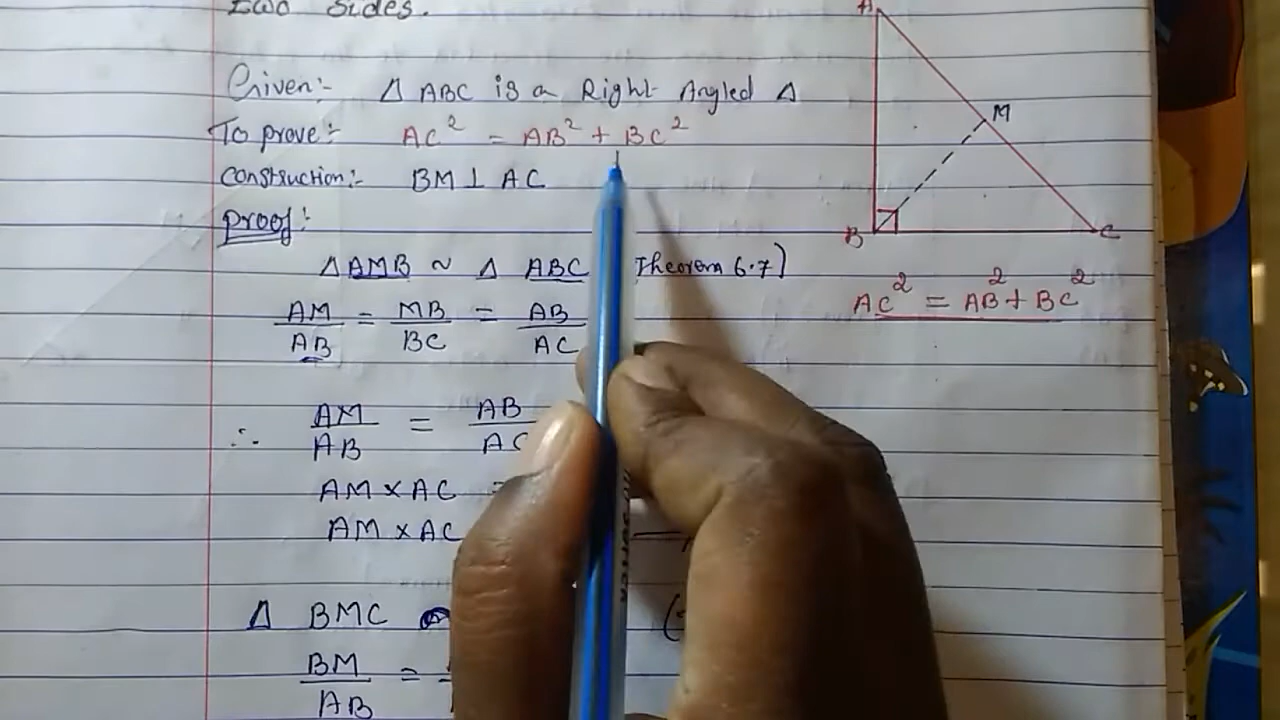 Two Sides.
Given:- Δ ABC is a Right Angled Δ
To prove:- AC² = AB² + BC²
Construction:- BM ⊥ AC
Proof:-
Δ AMB ~ Δ ABC Theorem 6.7)
AM/AB = MB/BC = AB/AC
∴ AM/AB = AB/AC
AM × AC =
AM × AC
Δ BMC
BM/AB =
A
M
B
C
AC² = AB² + BC²